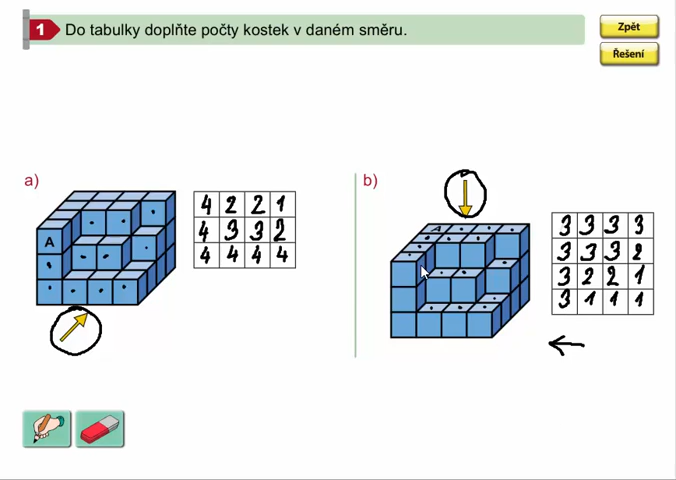 1 Do tabulky doplňte počty kostek v daném směru.
Zpět
Řešení
a)
A
4 2 2 1
4 3 3 2
4 4 4 4
b)
A
3 3 3 3
3 3 3 2
3 2 2 1
3 1 1 1